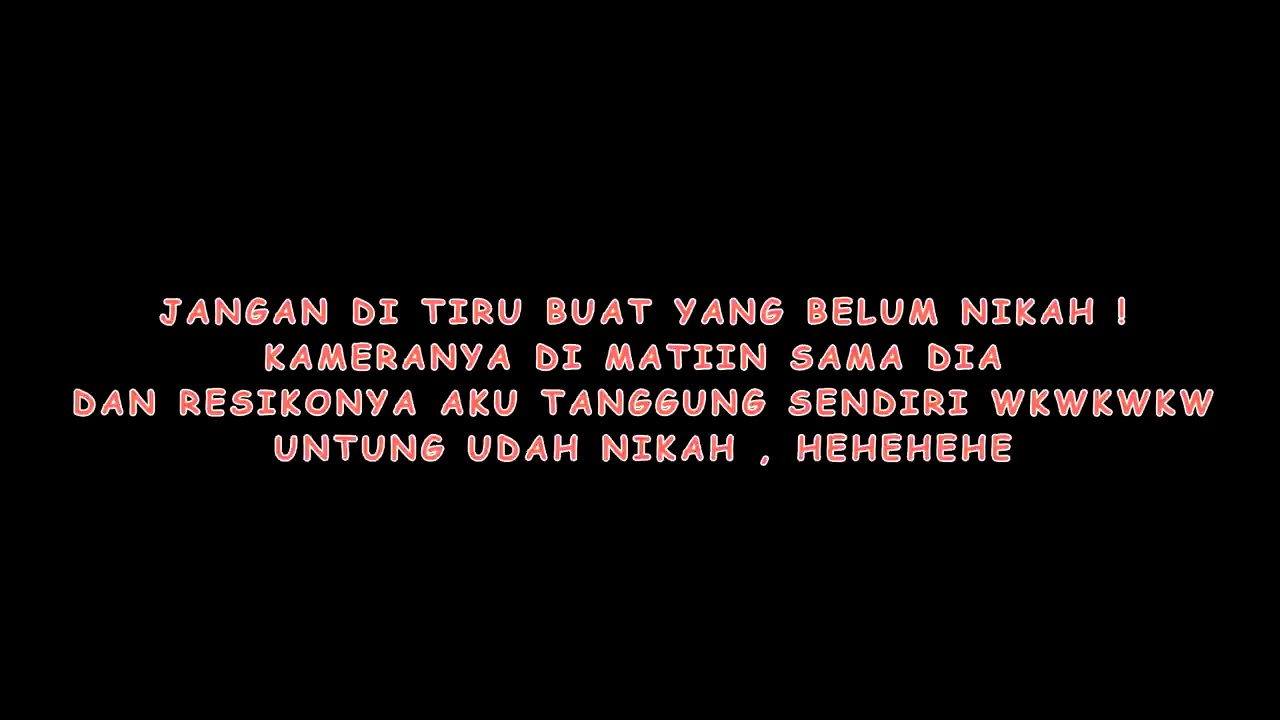 JANGAN DI TIRU BUAT YANG BELUM NIKAH !
KAMERANYA DI MATIIN SAMA DIA
DAN RESIKONYA AKU TANGGUNG SENDIRI WKWKWKW
UNTUNG UDAH NIKAH , HEHEHEHE